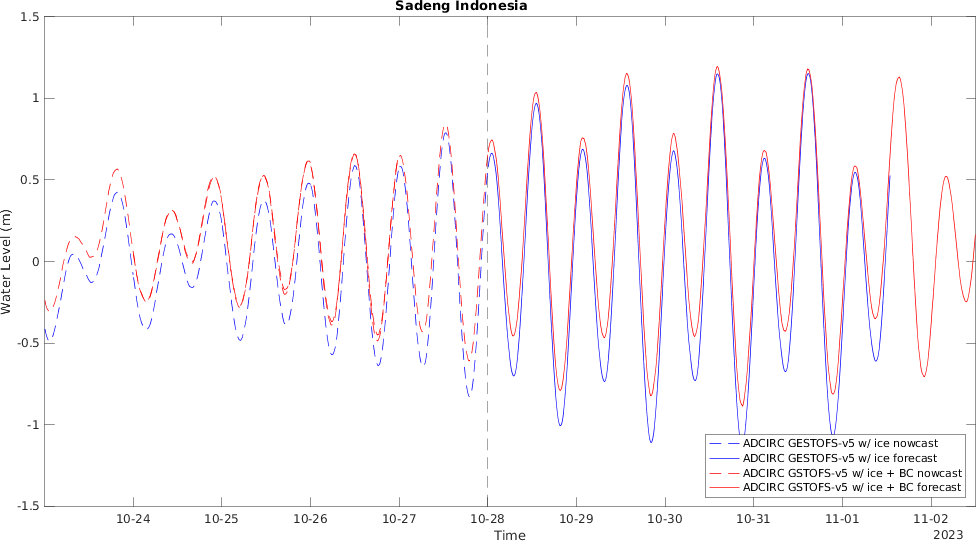 Sadeng Indonesia
1.5
1
0.5
0
-0.5
-1
-1.5
Water Level (m)
ADCIRC GESTOFS-v5 w/ ice nowcast
ADCIRC GESTOFS-v5 w/ ice forecast
ADCIRC GSTOFS-v5 w/ ice + BC nowcast
ADCIRC GSTOFS-v5 w/ ice + BC forecast
10-24 10-25 10-26 10-27 10-28 10-29 10-30 10-31 11-01 11-02
Time 2023